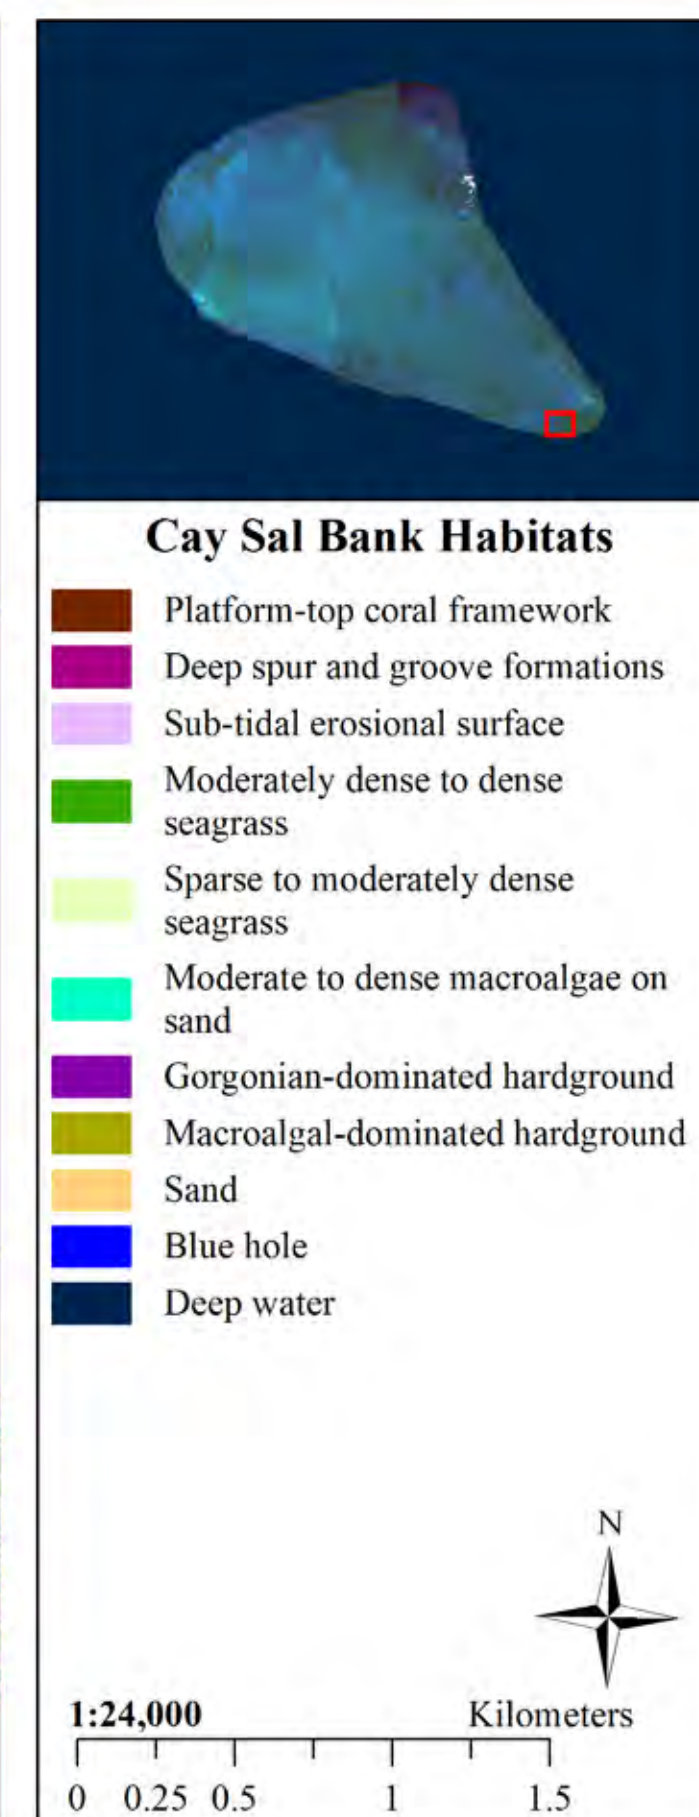 Cay Sal Bank Habitats
Platform-top coral framework
Deep spur and groove formations
Sub-tidal erosional surface
Moderately dense to dense
seagrass
Sparse to moderately dense
seagrass
Moderate to dense macroalgae on
sand
Gorgonian-dominated hardground
Macroalgal-dominated hardground
Sand
Blue hole
Deep water
N
1:24,000 Kilometers
0 0.25 0.5 1 1.5